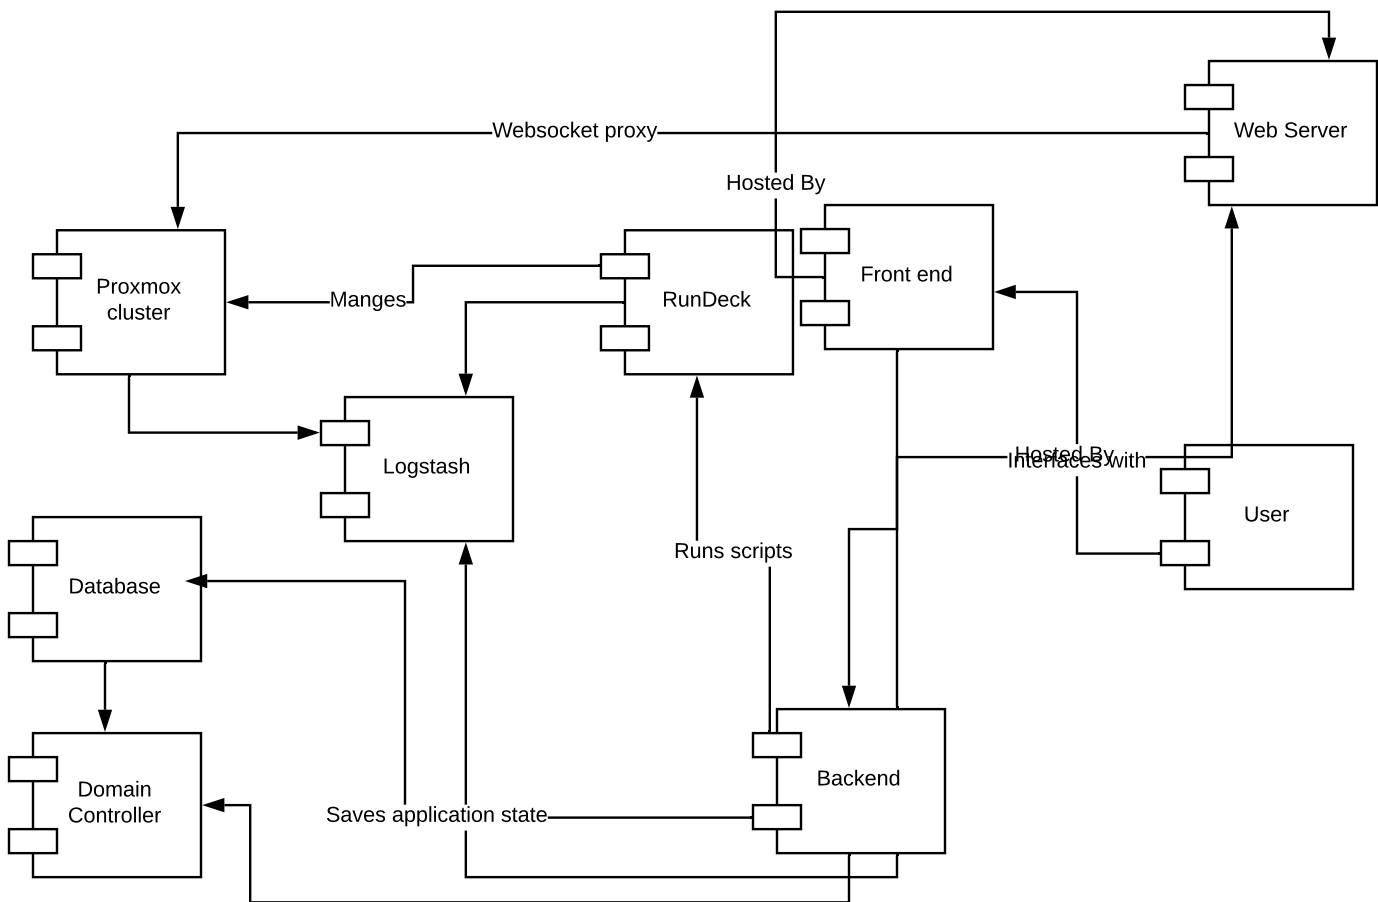 Websocket proxy
Web Server
Hosted By
Proxmox
cluster
Manges
RunDeck
Front end
Logstash
Hosted By
Interfaces with
User
Runs scripts
Database
Domain
Controller
Saves application state
Backend